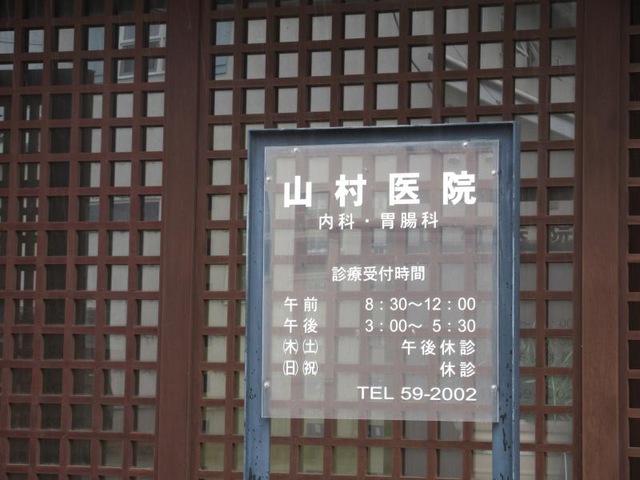 山村医院
内科・胃腸科
診療受付時間
午前 8:30～12:00
午後 3:00～ 5:30
㈭㈯ 午後休診
㈰㈷ 休診
TEL 59-2002